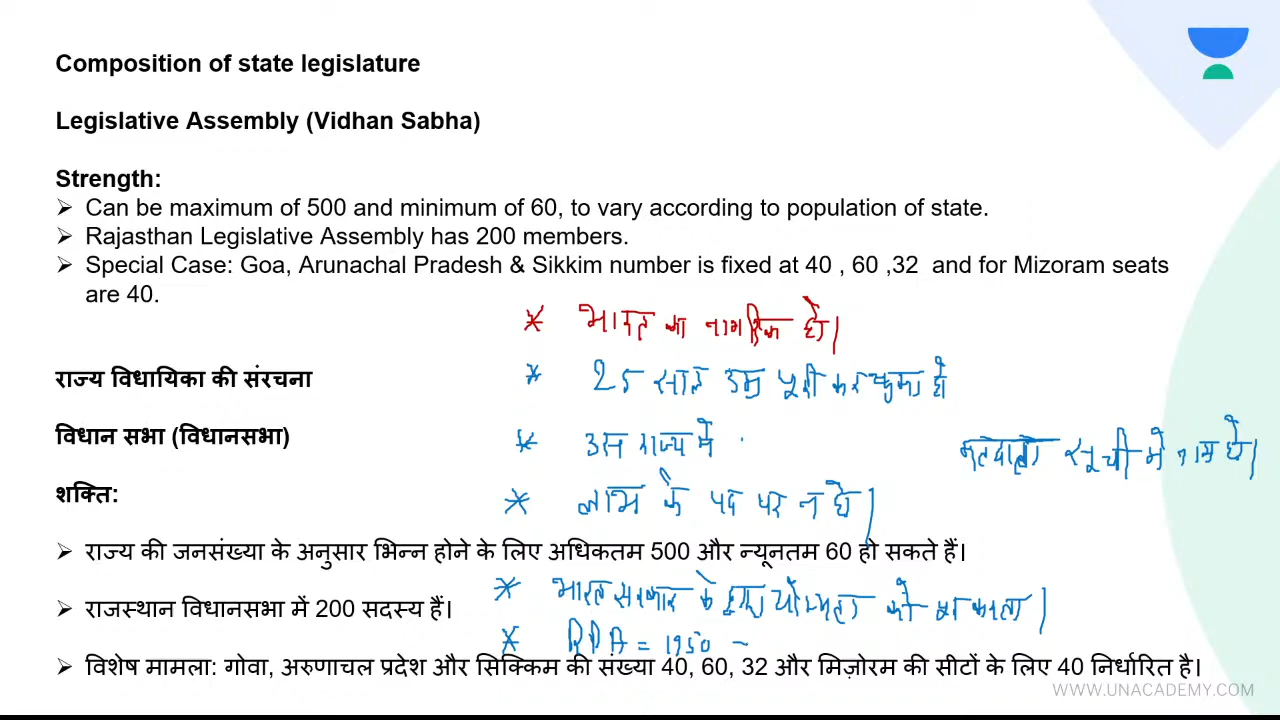 Composition of state legislature
Legislative Assembly (Vidhan Sabha)
Strength:
➢ Can be maximum of 500 and minimum of 60, to vary according to population of state.
➢ Rajasthan Legislative Assembly has 200 members.
➢ Special Case: Goa, Arunachal Pradesh & Sikkim number is fixed at 40 , 60 ,32 and for Mizoram seats
are 40.
* भारत का नागरिक हो।
राज्य विधायिका की संरचना
* 25 साल उम्र पूरी कर चुका हो
विधान सभा (विधानसभा)
* उस राज्य में मतदाता सूची में नाम हो।
शक्ति:
* लाभ के पद पर न हो।
➢ राज्य की जनसंख्या के अनुसार भिन्न होने के लिए अधिकतम 500 और न्यूनतम 60 हो सकते हैं।
* भारत सरकार के योग्यता को
➢ राजस्थान विधानसभा में 200 सदस्य हैं।
* RPA = 1950 -
➢ विशेष मामला: गोवा, अरुणाचल प्रदेश और सिक्किम की संख्या 40, 60, 32 और मिज़ोरम की सीटों के लिए 40 निर्धारित है।
WWW.UNACADEMY.COM